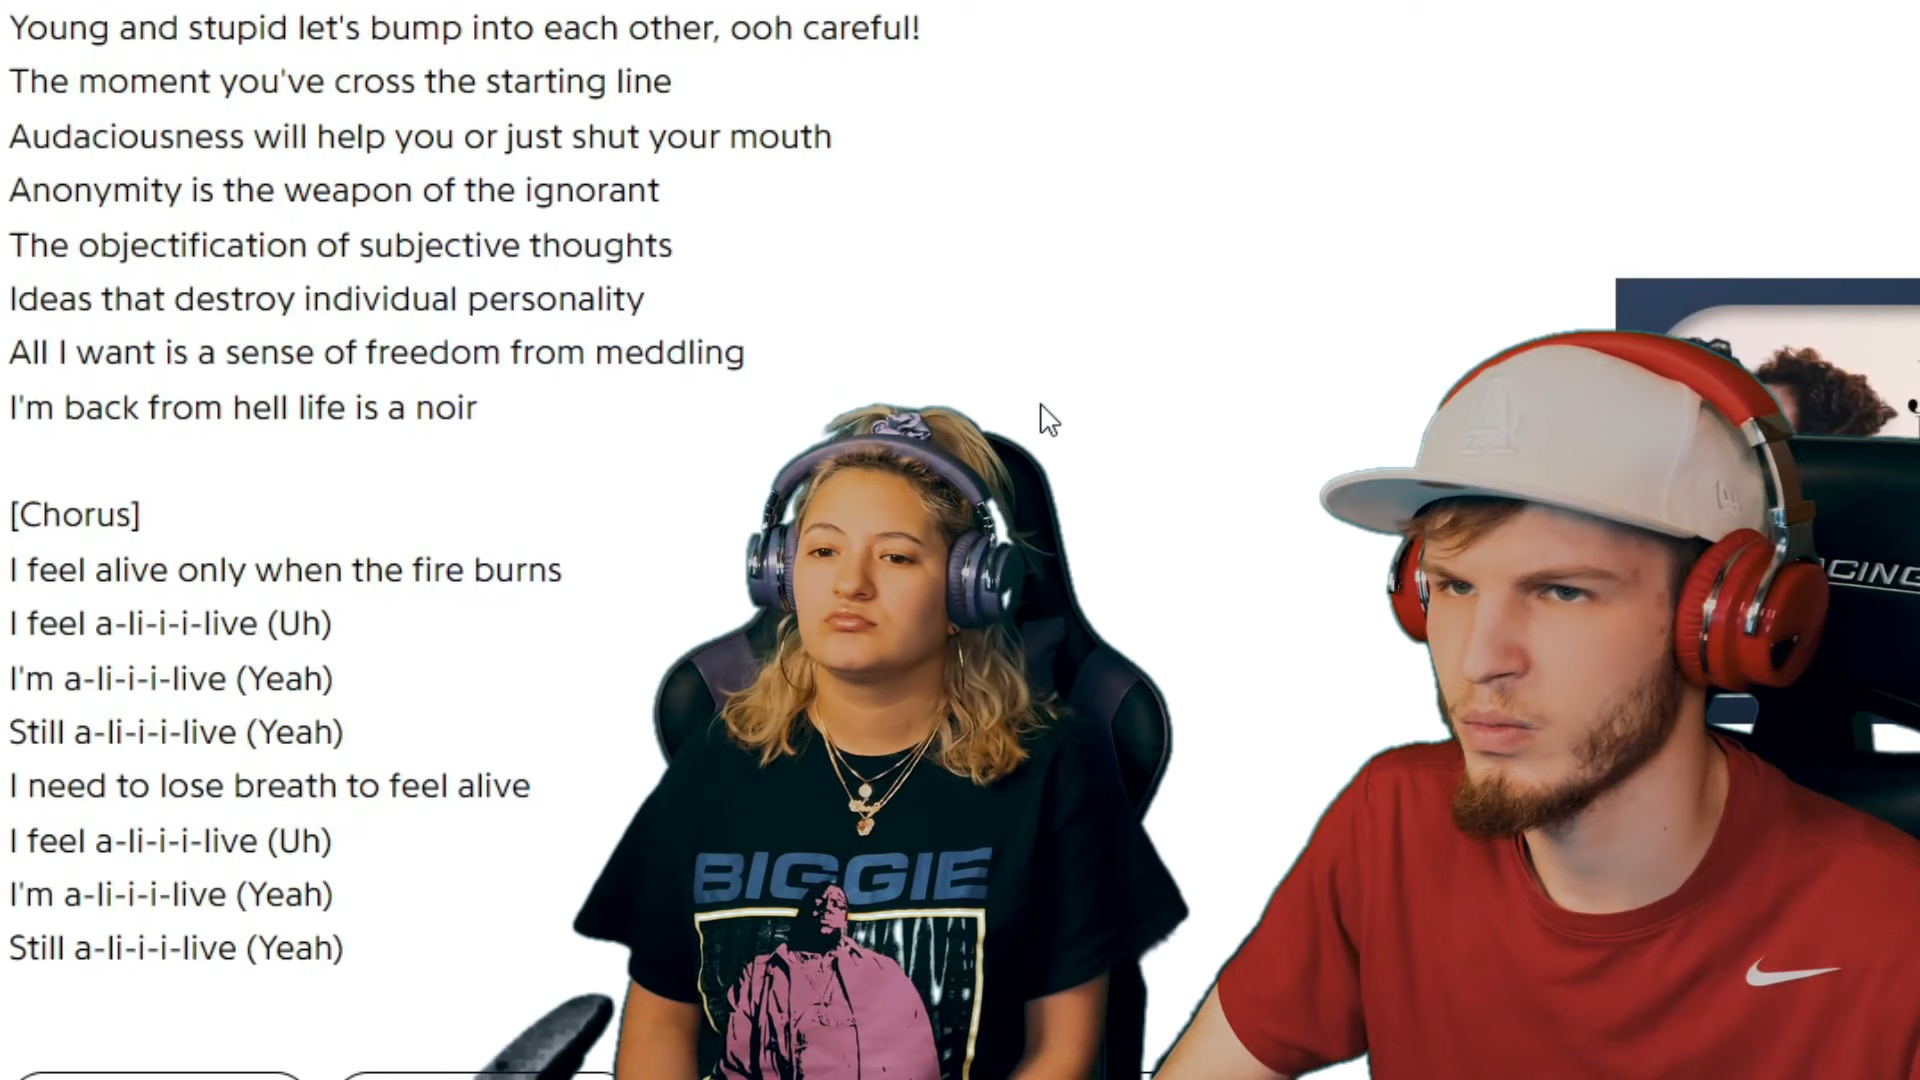 Young and stupid let's bump into each other, ooh careful!
The moment you've cross the starting line
Audaciousness will help you or just shut your mouth
Anonymity is the weapon of the ignorant
The objectification of subjective thoughts
Ideas that destroy individual personality
All I want is a sense of freedom from meddling
I'm back from hell life is a noir
[Chorus]
I feel alive only when the fire burns
I feel a-li-i-i-live (Uh)
I'm a-li-i-i-live (Yeah)
Still a-li-i-i-live (Yeah)
I need to lose breath to feel alive
I feel a-li-i-i-live (Uh)
I'm a-li-i-i-live (Yeah)
Still a-li-i-i-live (Yeah)
BIGGIE